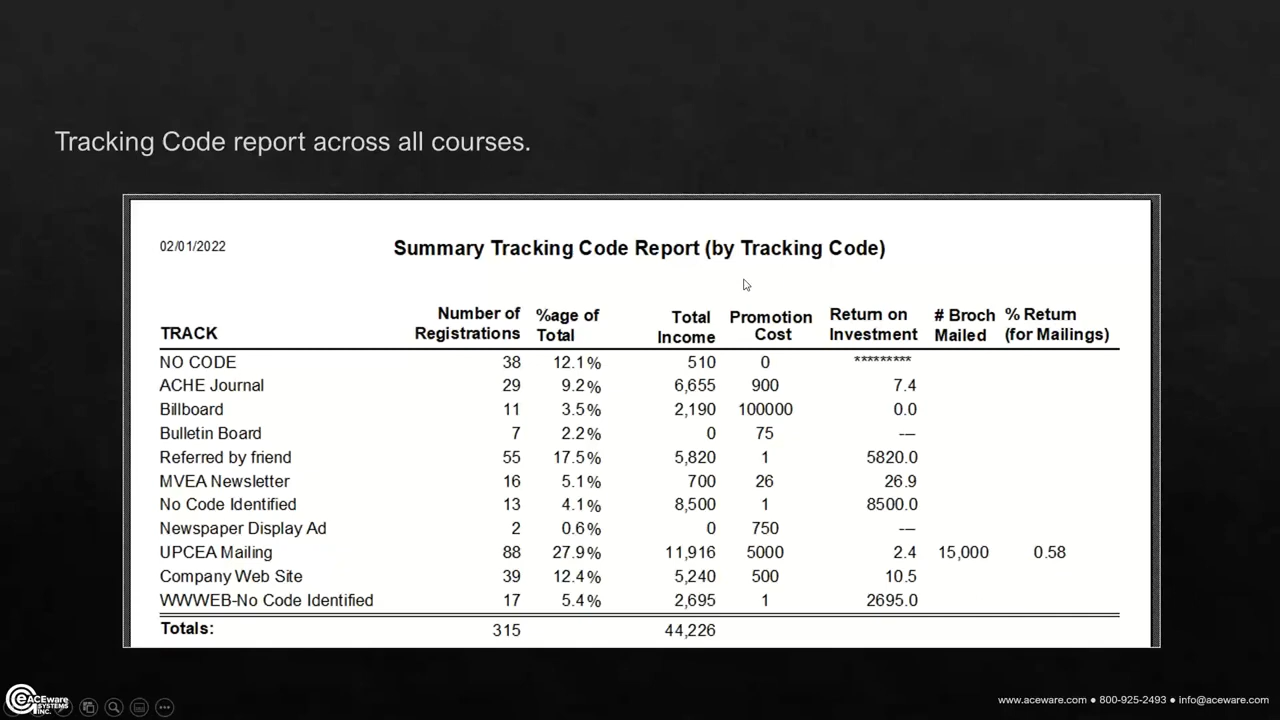 Tracking Code report across all courses.
02/01/2022
Summary Tracking Code Report (by Tracking Code)
TRACK Number of Registrations %age of Total Total Income Promotion Cost Return on Investment # Broch Mailed % Return (for Mailings)
NO CODE 38 12.1% 510 0 *********
ACHE Journal 29 9.2% 6,655 900 7.4
Billboard 11 3.5% 2,190 100000 0.0
Bulletin Board 7 2.2% 0 75 ---
Referred by friend 55 17.5% 5,820 1 5820.0
MVEA Newsletter 16 5.1% 700 26 26.9
No Code Identified 13 4.1% 8,500 1 8500.0
Newspaper Display Ad 2 0.6% 0 750 ---
UPCEA Mailing 88 27.9% 11,916 5000 2.4 15,000 0.58
Company Web Site 39 12.4% 5,240 500 10.5
WWWEB-No Code Identified 17 5.4% 2,695 1 2695.0
Totals: 315 44,226
ACEware
SYSTEMS
INC.
www.aceware.com ● 800-925-2493 ● info@aceware.com